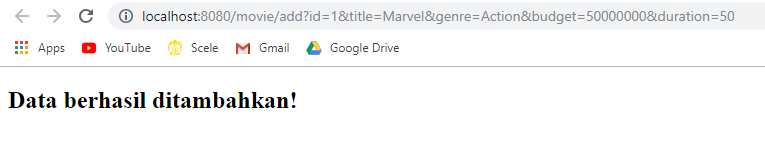 localhost:8080/movie/add?id=1&title=Marvel&genre=Action&budget=50000000&duration=50
Apps YouTube Scele Gmail Google Drive
Data berhasil ditambahkan!